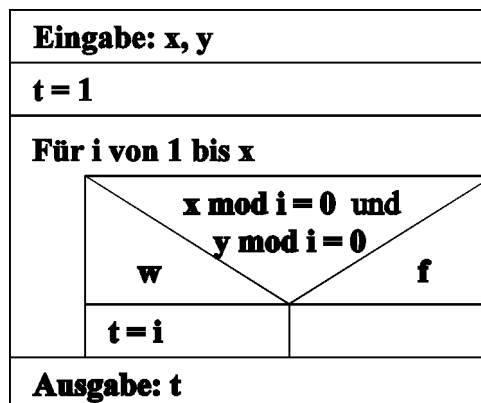 Eingabe: x, y
t = 1
Für i von 1 bis x
x mod i = 0 und
y mod i = 0
w
f
t = i
Ausgabe: t